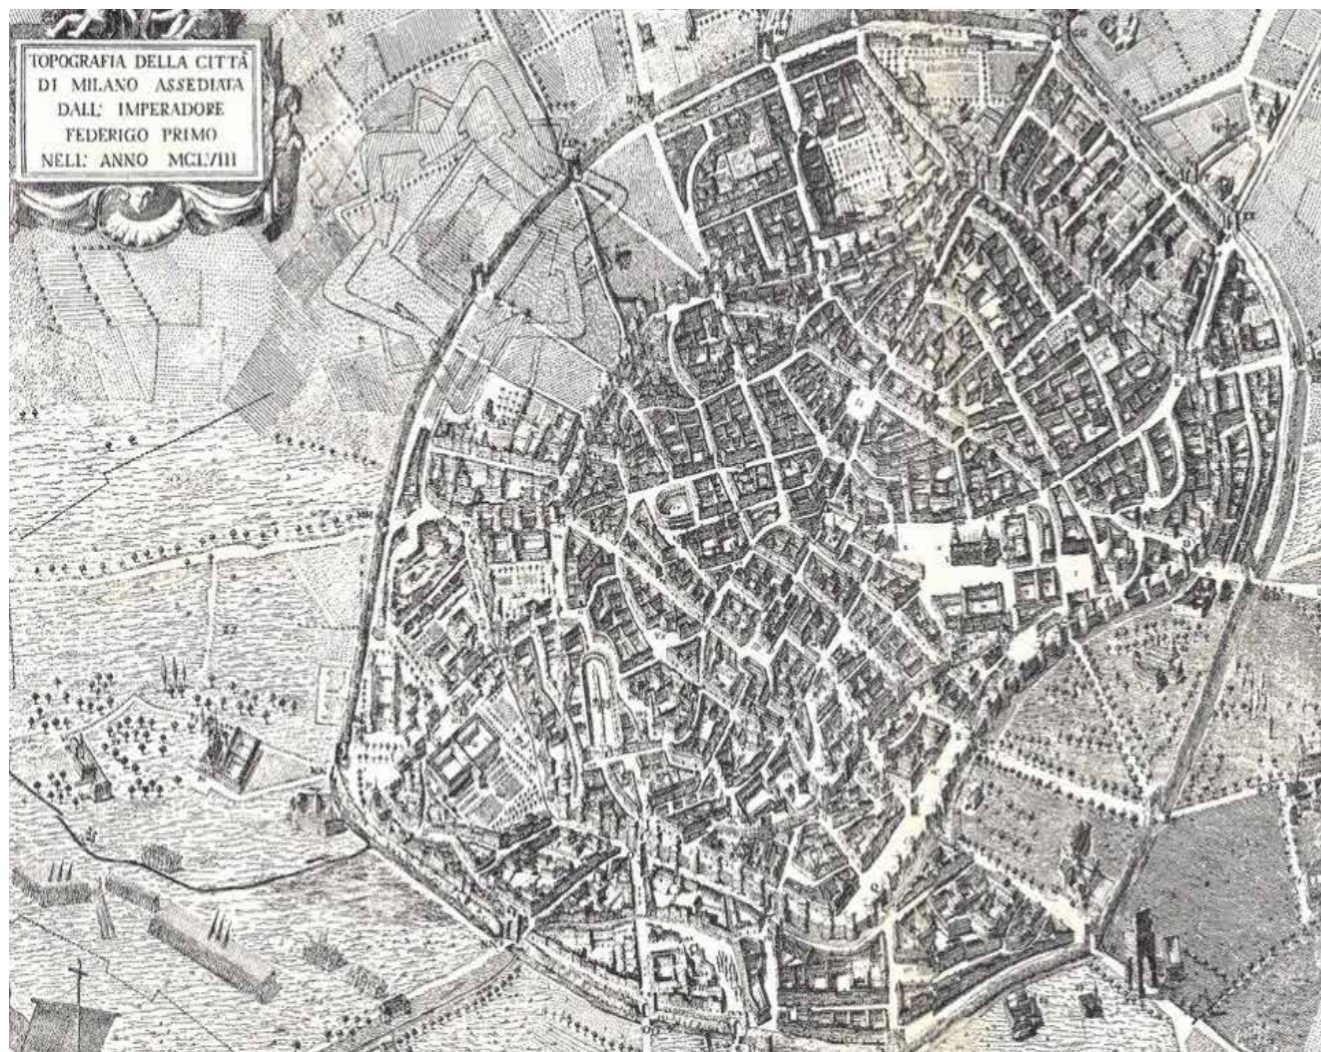 TOPOGRAFIA DELLA CITTÀ
DI MILANO ASSEDIATA
DALL' IMPERADORE
FEDERIGO PRIMO
NELL' ANNO MCLVIII
M